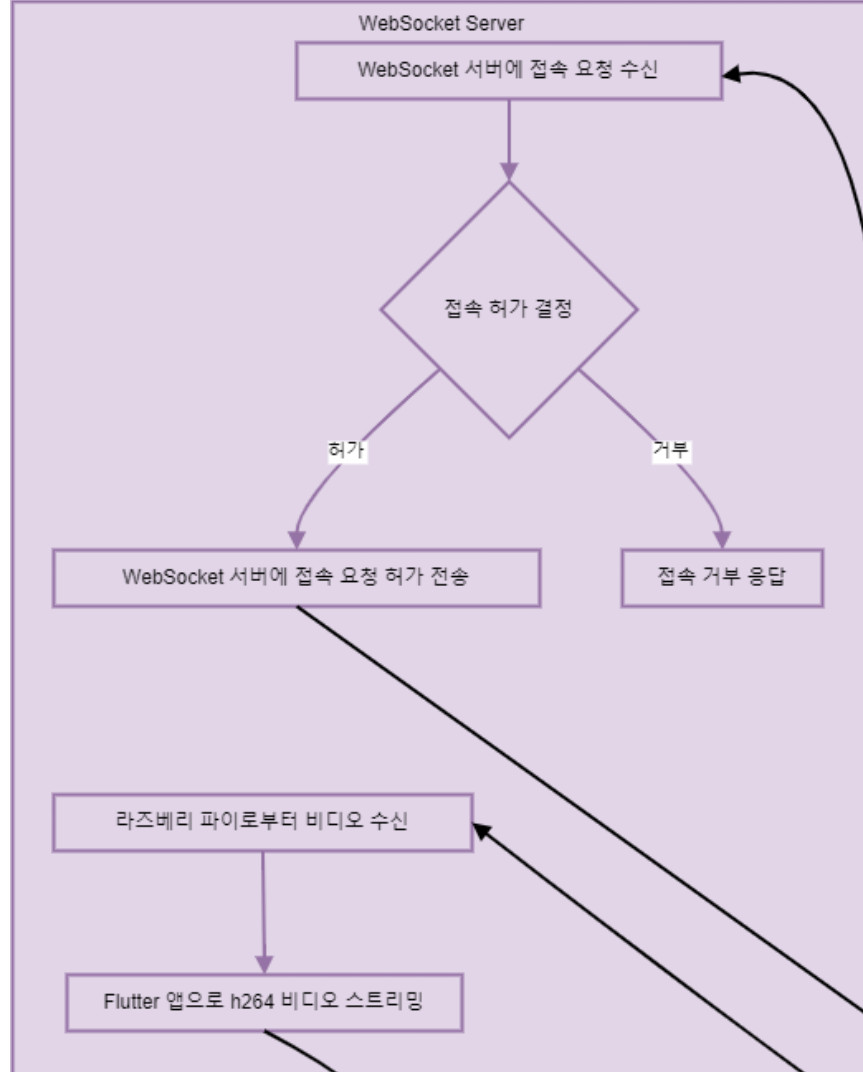 WebSocket Server
WebSocket 서버에 접속 요청 수신
접속 허가 결정
허가
거부
WebSocket 서버에 접속 요청 허가 전송
접속 거부 응답
라즈베리 파이로부터 비디오 수신
Flutter 앱으로 h264 비디오 스트리밍